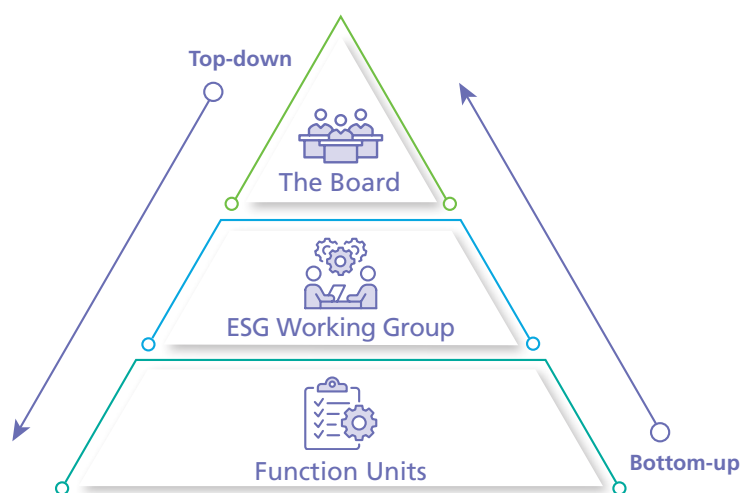 Top-down
The Board
ESG Working Group
Function Units
Bottom-up